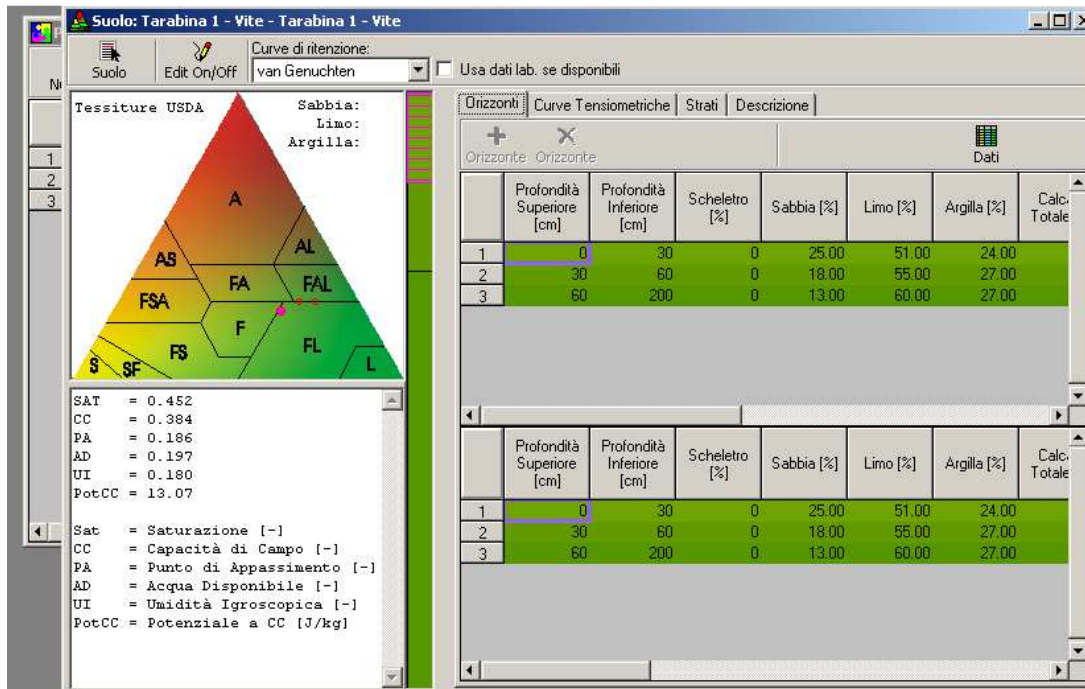 Suolo: Tarabina 1 - Vite - Tarabina 1 - Vite
Suolo
Edit On/Off
Curve di ritenzione:
van Genuchten
Usa dati lab. se disponibili
1
2
3
Tessiture USDA
Sabbia:
Limo:
Argilla:
A
AS
AL
FA
FAL
FSA
F
FS
FL
S
SF
L
SAT = 0.452
CC = 0.384
PA = 0.186
AD = 0.197
UI = 0.180
PotCC = 13.07
Sat = Saturazione [-]
CC = Capacità di Campo [-]
PA = Punto di Appassimento [-]
AD = Acqua Disponibile [-]
UI = Umidità Igroscopica [-]
PotCC = Potenziale a CC [J/kg]
Orizzonti Curve Tensiometriche Strati Descrizione
Orizzonte Orizzonte
Dati
Profondità Superiore [cm] Profondità Inferiore [cm] Scheletro [%] Sabbia [%] Limo [%] Argilla [%] Totale
1 0 30 0 25.00 51.00 24.00
2 30 60 0 18.00 55.00 27.00
3 60 200 0 13.00 60.00 27.00
Profondità Superiore [cm] Profondità Inferiore [cm] Scheletro [%] Sabbia [%] Limo [%] Argilla [%] Totale
1 0 30 0 25.00 51.00 24.00
2 30 60 0 18.00 55.00 27.00
3 60 200 0 13.00 60.00 27.00